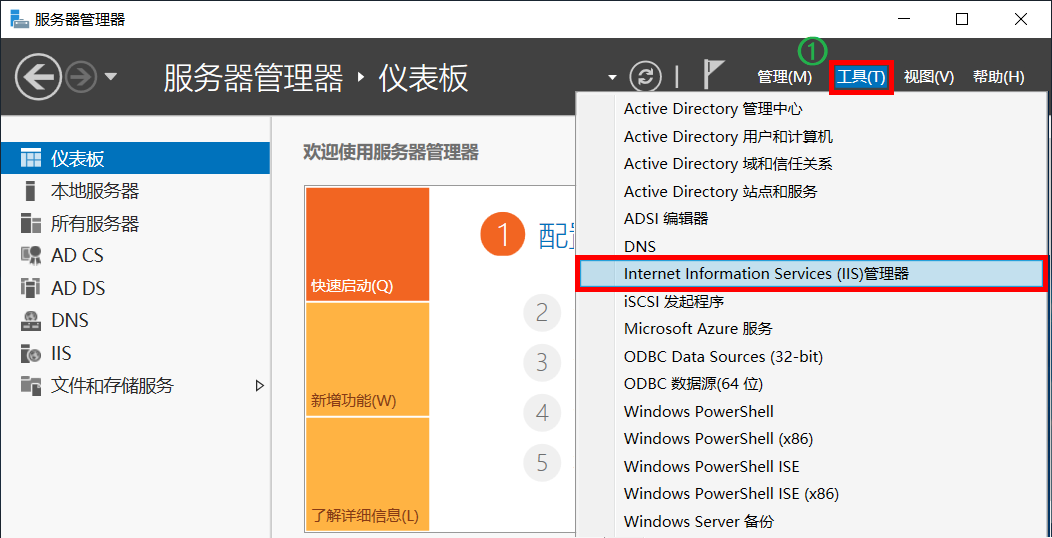 服务器管理器
服务器管理器 ‣ 仪表板
1
管理(M) 工具(T) 视图(V) 帮助(H)
仪表板
本地服务器
所有服务器
AD CS
AD DS
DNS
IIS
文件和存储服务
欢迎使用服务器管理器
快速启动(Q)
新增功能(W)
了解详细信息(L)
1 配
2
3
4
5
Active Directory 管理中心
Active Directory 用户和计算机
Active Directory 域和信任关系
Active Directory 站点和服务
ADSI 编辑器
DNS
Internet Information Services (IIS)管理器
iSCSI 发起程序
Microsoft Azure 服务
ODBC Data Sources (32-bit)
ODBC 数据源(64 位)
Windows PowerShell
Windows PowerShell (x86)
Windows PowerShell ISE
Windows PowerShell ISE (x86)
Windows Server 备份